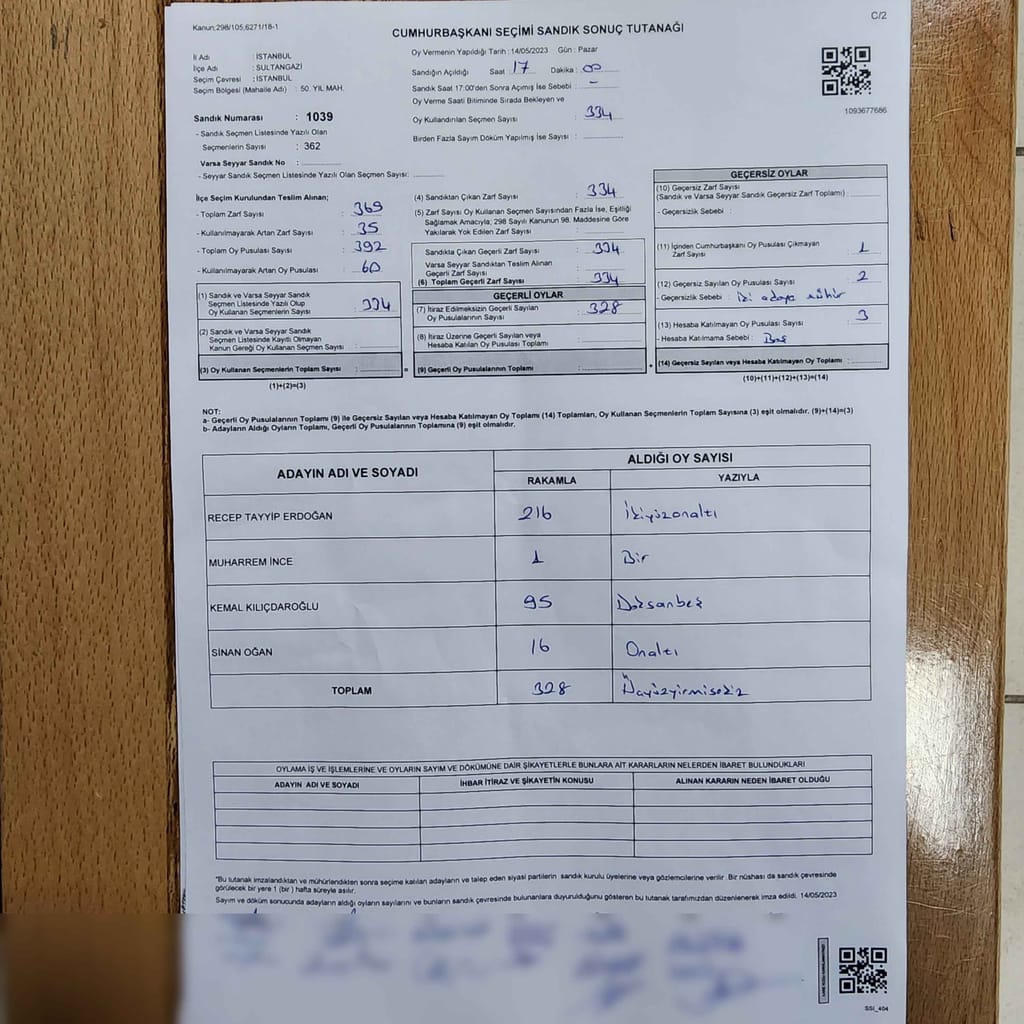 Kanun:298/105,6271/18-1
C/2
CUMHURBAŞKANI SEÇİMİ SANDIK SONUÇ TUTANAĞI
İl Adı : İSTANBUL
İlçe Adı : SULTANGAZİ
Seçim Çevresi : İSTANBUL
Seçim Bölgesi (Mahalle Adı) : 50. YIL MAH.
Oy Vermenin Yapıldığı Tarih : 14/05/2023 Gün : Pazar
Sandığın Açıldığı Saat 17 Dakika : 00
Sandık Saat 17:00'den Sonra Açmış İse Sebebi : -
Oy Verme Saati Bitiminde Sırada Bekleyen ve
Oy Kullandırılan Seçmen Sayısı : 334
Birden Fazla Sayım Döküm Yapılmış İse Sayısı :
1093677686
Sandık Numarası : 1039
- Sandık Seçmen Listesinde Yazılı Olan
Seçmenlerin Sayısı : 362
Varsa Seyyar Sandık No :
- Seyyar Sandık Seçmen Listesinde Yazılı Olan Seçmen Sayısı:
İlçe Seçim Kurulundan Teslim Alınan;
- Toplam Zarf Sayısı : 369
- Kullanılmayarak Artan Zarf Sayısı : 35
- Toplam Oy Pusulası Sayısı : 392
- Kullanılmayarak Artan Oy Pusulası : 60
(1) Sandık ve Varsa Seyyar Sandık
Seçmen Listesinde Yazılı Olup
Oy Kullanan Seçmenlerin Sayısı : 334
(2) Sandık ve Varsa Seyyar Sandık
Seçmen Listesinde Kayıtlı Olmayan
Kanun Gereği Oy Kullanan Seçmen Sayısı :
(3) Oy Kullanan Seçmenlerin Toplam Sayısı :
(1)+(2)=(3)
(4) Sandıktan Çıkan Zarf Sayısı : 334
(5) Zarf Sayısı Oy Kullanan Seçmen Sayısından Fazla İse, Eşitliği
Sağlamak Amacıyla; 298 Sayılı Kanunun 98. Maddesine Göre
Yakılarak Yok Edilen Zarf Sayısı :
Sandıkta Çıkan Geçerli Zarf Sayısı : 334
Varsa Seyyar Sandıktan Teslim Alınan
Geçerli Zarf Sayısı :
(6) Toplam Geçerli Zarf Sayısı : 334
GEÇERLİ OYLAR
(7) İtiraz Edilmeksizin Geçerli Sayılan
Oy Pusulasının Sayısı : 328
(8) İtiraz Üzerine Geçerli Sayılan veya
Hesaba Katılan Oy Pusulası Toplamı :
= (9) Geçerli Oy Pusulalarının Toplamı :
GEÇERSİZ OYLAR
(10) Geçersiz Zarf Sayısı
(Sandık ve Varsa Seyyar Sandık Geçersiz Zarf Toplamı) :
- Geçersizlik Sebebi :
(11) İçinden Cumhurbaşkanı Oy Pusulası Çıkmayan
Zarf Sayısı : 1
(12) Geçersiz Sayılan Oy Pusulası Sayısı : 2
- Geçersizlik Sebebi : iki adaya mühür
(13) Hesaba Katılmayan Oy Pusulası Sayısı : 3
- Hesaba Katılmama Sebebi : Boş
+ (14) Geçersiz Sayılan veya Hesaba Katılmayan Oy Toplamı :
(10)+(11)+(12)+(13)=(14)
NOT:
a- Geçerli Oy Pusulalarının Toplamı (9) ile Geçersiz Sayılan veya Hesaba Katılmayan Oy Toplamı (14) Toplamları, Oy Kullanan Seçmenlerin Toplam Sayısına (3) eşit olmalıdır. (9)+(14)=(3)
b- Adayların Aldığı Oyların Toplamı, Geçerli Oy Pusulalarının Toplamına (9) eşit olmalıdır.
ADAYIN ADI VE SOYADI ALDIĞI OY SAYISI
RAKAMLA YAZIYLA
RECEP TAYYİP ERDOĞAN 216 İkiyüzonaltı
MUHARREM İNCE 1 Bir
KEMAL KILIÇDAROĞLU 95 Doksanbeş
SİNAN OĞAN 16 Onaltı
TOPLAM 328 Üçyüzyirmisekiz
OYLAMA İŞ VE İŞLEMLERİNE VE OYLARIN SAYIM VE DÖKÜMÜNE DAİR ŞİKAYETLERLE BUNLARA AİT KARARLARIN NELERDEN İBARET BULUNDUKLARI
ADAYIN ADI VE SOYADI İHBAR İTİRAZ VE ŞİKAYETİN KONUSU ALINAN KARARIN NEDEN İBARET OLDUĞU
"Bu tutanak imzalandıktan ve mühürlendikten sonra seçime katılan adayların ve talep eden siyasi partilerin sandık kurulu üyelerine veya gözlemcilerine verilir. Bir nüshası da sandık çevresinde
görülecek bir yere 1 (bir) hafta süreyle asılır.
Sayım ve döküm sonucunda adayların aldığı oyların sayılarını ve bunların sandık çevresinde bulunanlara duyurulduğunu gösteren bu tutanak tarafımızdan düzenlenerek imza edildi. 14/05/2023
SSI_404